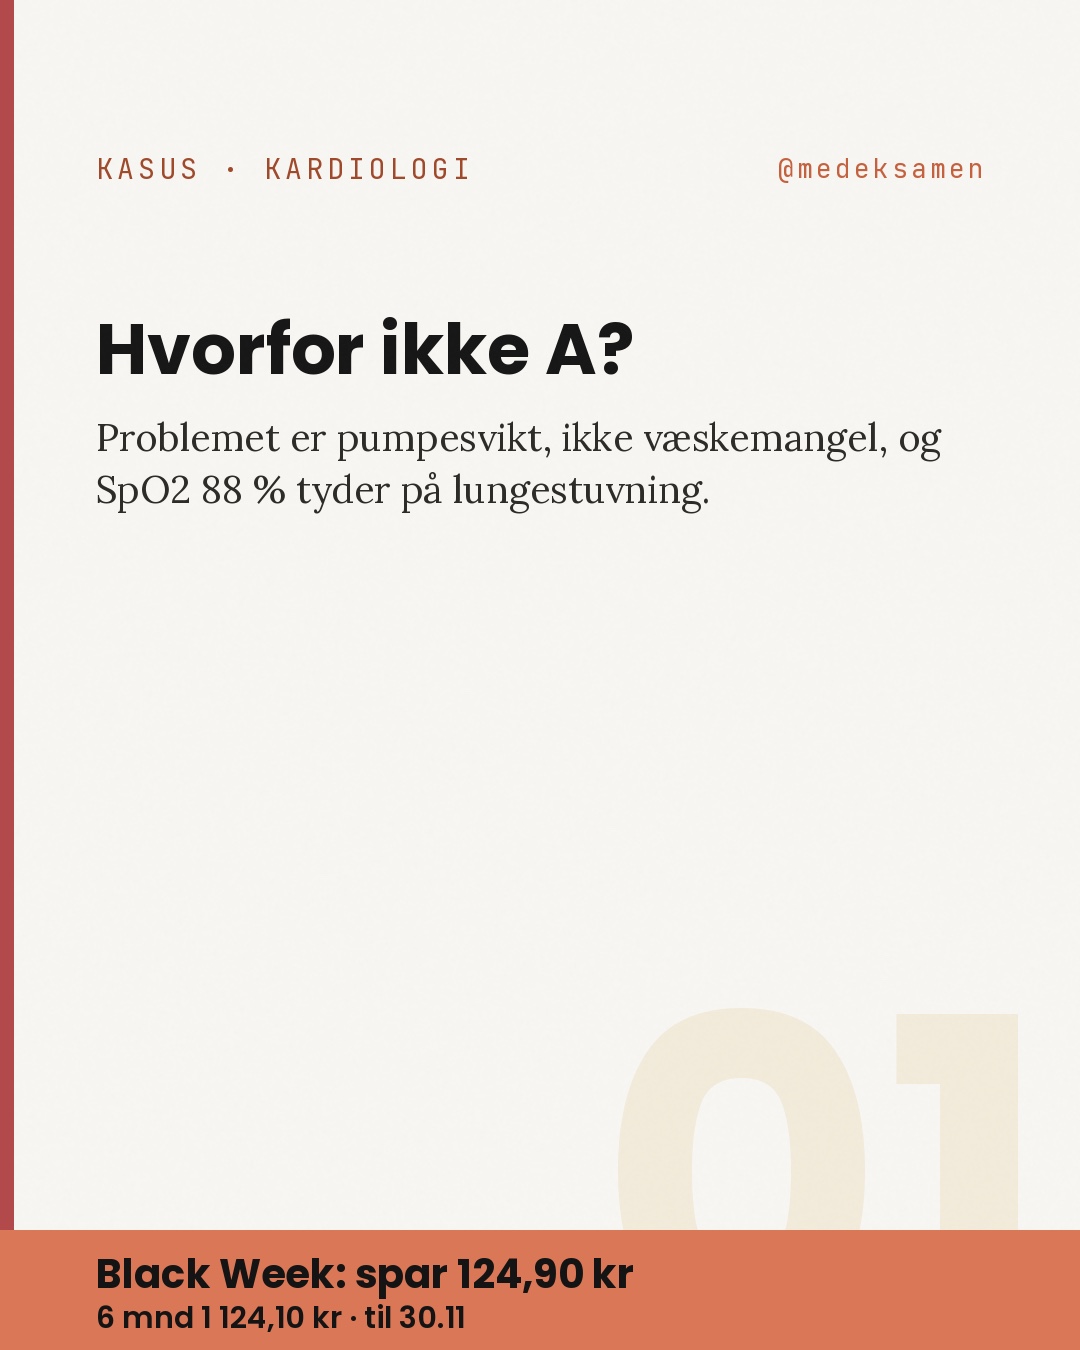 KASUS · KARDIOLOGI
@medeksamen
Hvorfor ikke A?
Problemet er pumpesvikt, ikke væskemangel, og
SpO2 88 % tyder på lungestuvning.
01
Black Week: spar 124,90 kr
6 mnd 1 124,10 kr · til 30.11